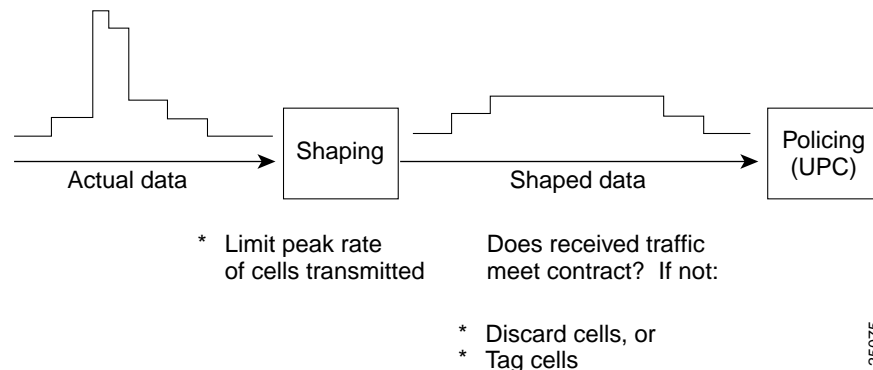 Shaping
Policing
(UPC)
Actual data
Shaped data
* Limit peak rate
of cells transmitted
Does received traffic
meet contract? If not:
* Discard cells, or
* Tag cells